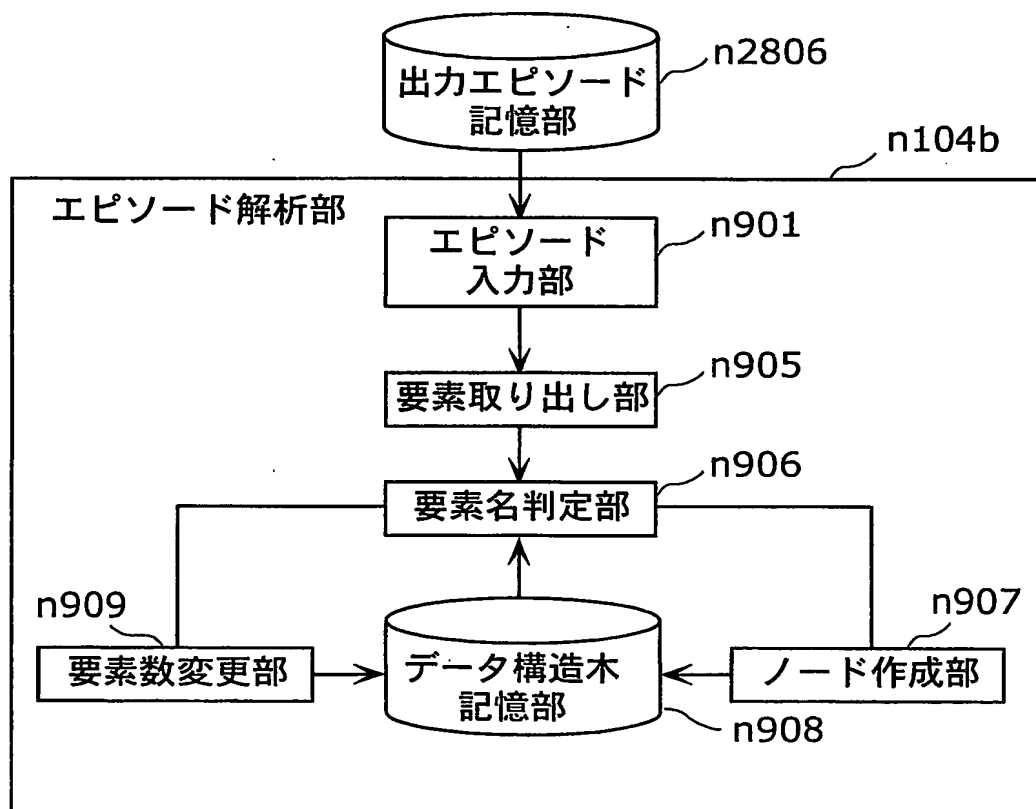 n2806
出力エピソード
記憶部
n104b
エピソード解析部
n901
エピソード
入力部
n905
要素取り出し部
n906
要素名判定部
n909
n907
要素数変更部
データ構造木
記憶部
ノード作成部
n908